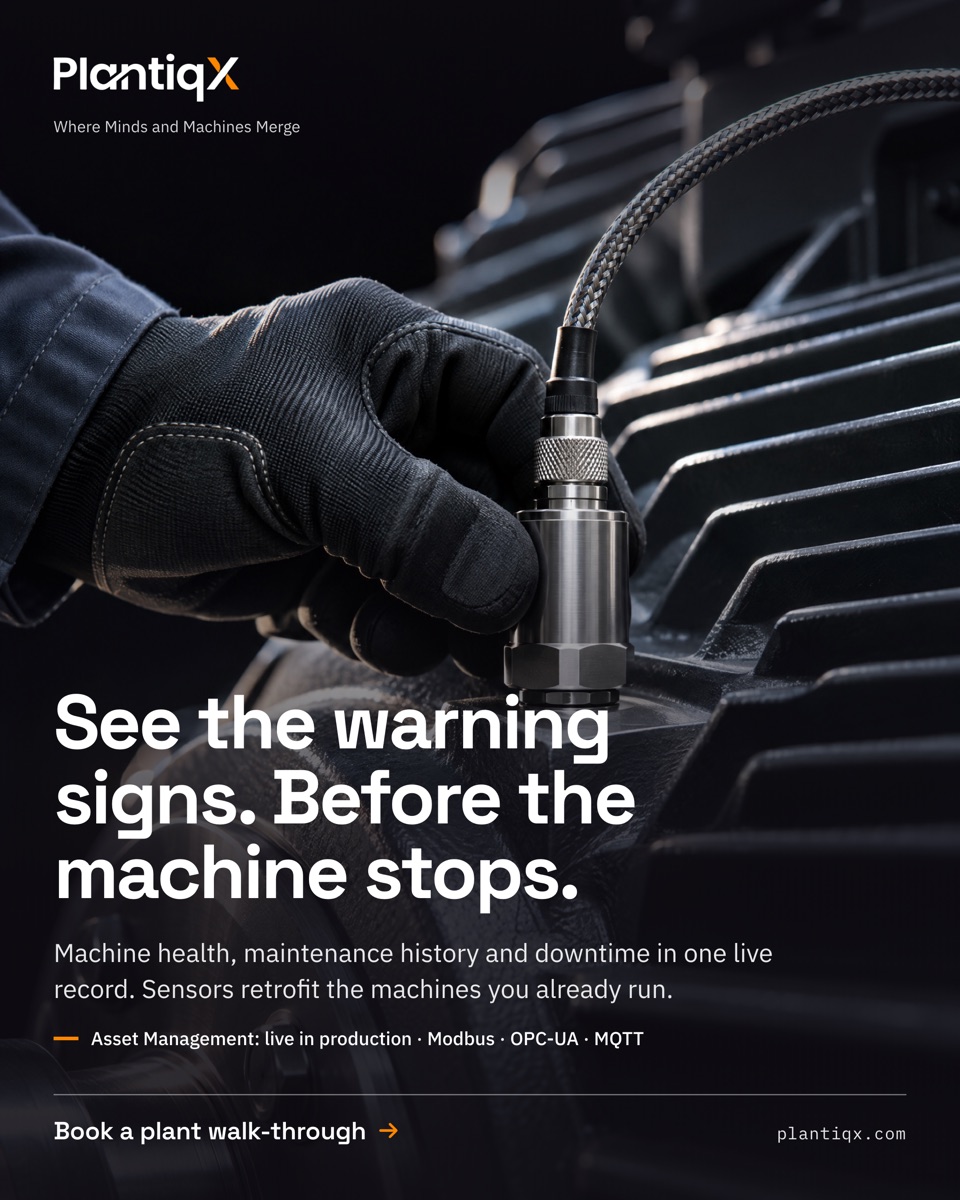 PlantiqX
Where Minds and Machines Merge
See the warning
signs. Before the
machine stops.
Machine health, maintenance history and downtime in one live
record. Sensors retrofit the machines you already run.
Asset Management: live in production · Modbus · OPC-UA · MQTT
Book a plant walk-through →
plantiqx.com